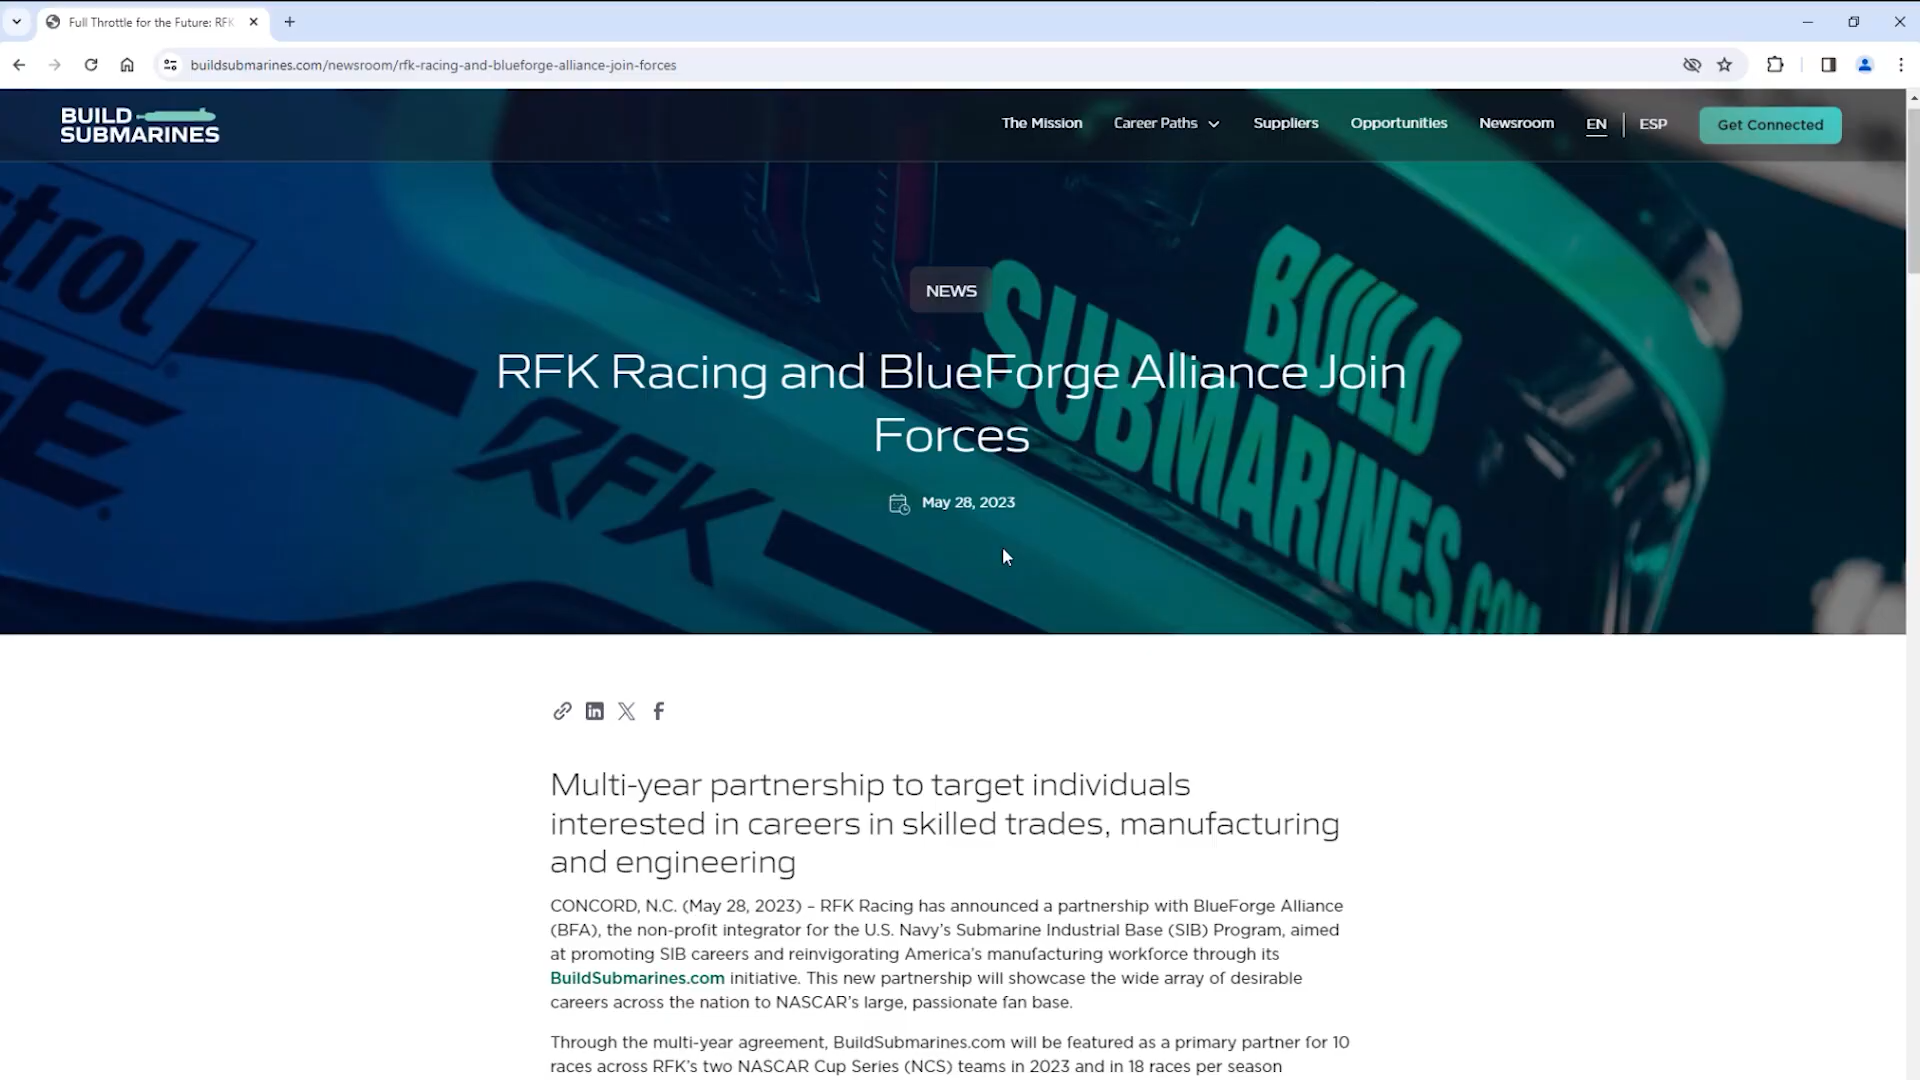 Full Throttle for the Future: RFK
buildsubmarines.com/newsroom/rfk-racing-and-blueforge-alliance-join-forces
BUILD
SUBMARINES
The Mission
Career Paths
Suppliers
Opportunities
Newsroom
EN
ESP
Get Connected
trol
RFK
BUILD
SUBMARINES.COM
NEWS
RFK Racing and BlueForge Alliance Join
Forces
May 28, 2023
Multi-year partnership to target individuals
interested in careers in skilled trades, manufacturing
and engineering
CONCORD, N.C. (May 28, 2023) – RFK Racing has announced a partnership with BlueForge Alliance
(BFA), the non-profit integrator for the U.S. Navy’s Submarine Industrial Base (SIB) Program, aimed
at promoting SIB careers and reinvigorating America’s manufacturing workforce through its
BuildSubmarines.com initiative. This new partnership will showcase the wide array of desirable
careers across the nation to NASCAR’s large, passionate fan base.
Through the multi-year agreement, BuildSubmarines.com will be featured as a primary partner for 10
races across RFK’s two NASCAR Cup Series (NCS) teams in 2023 and in 18 races per season